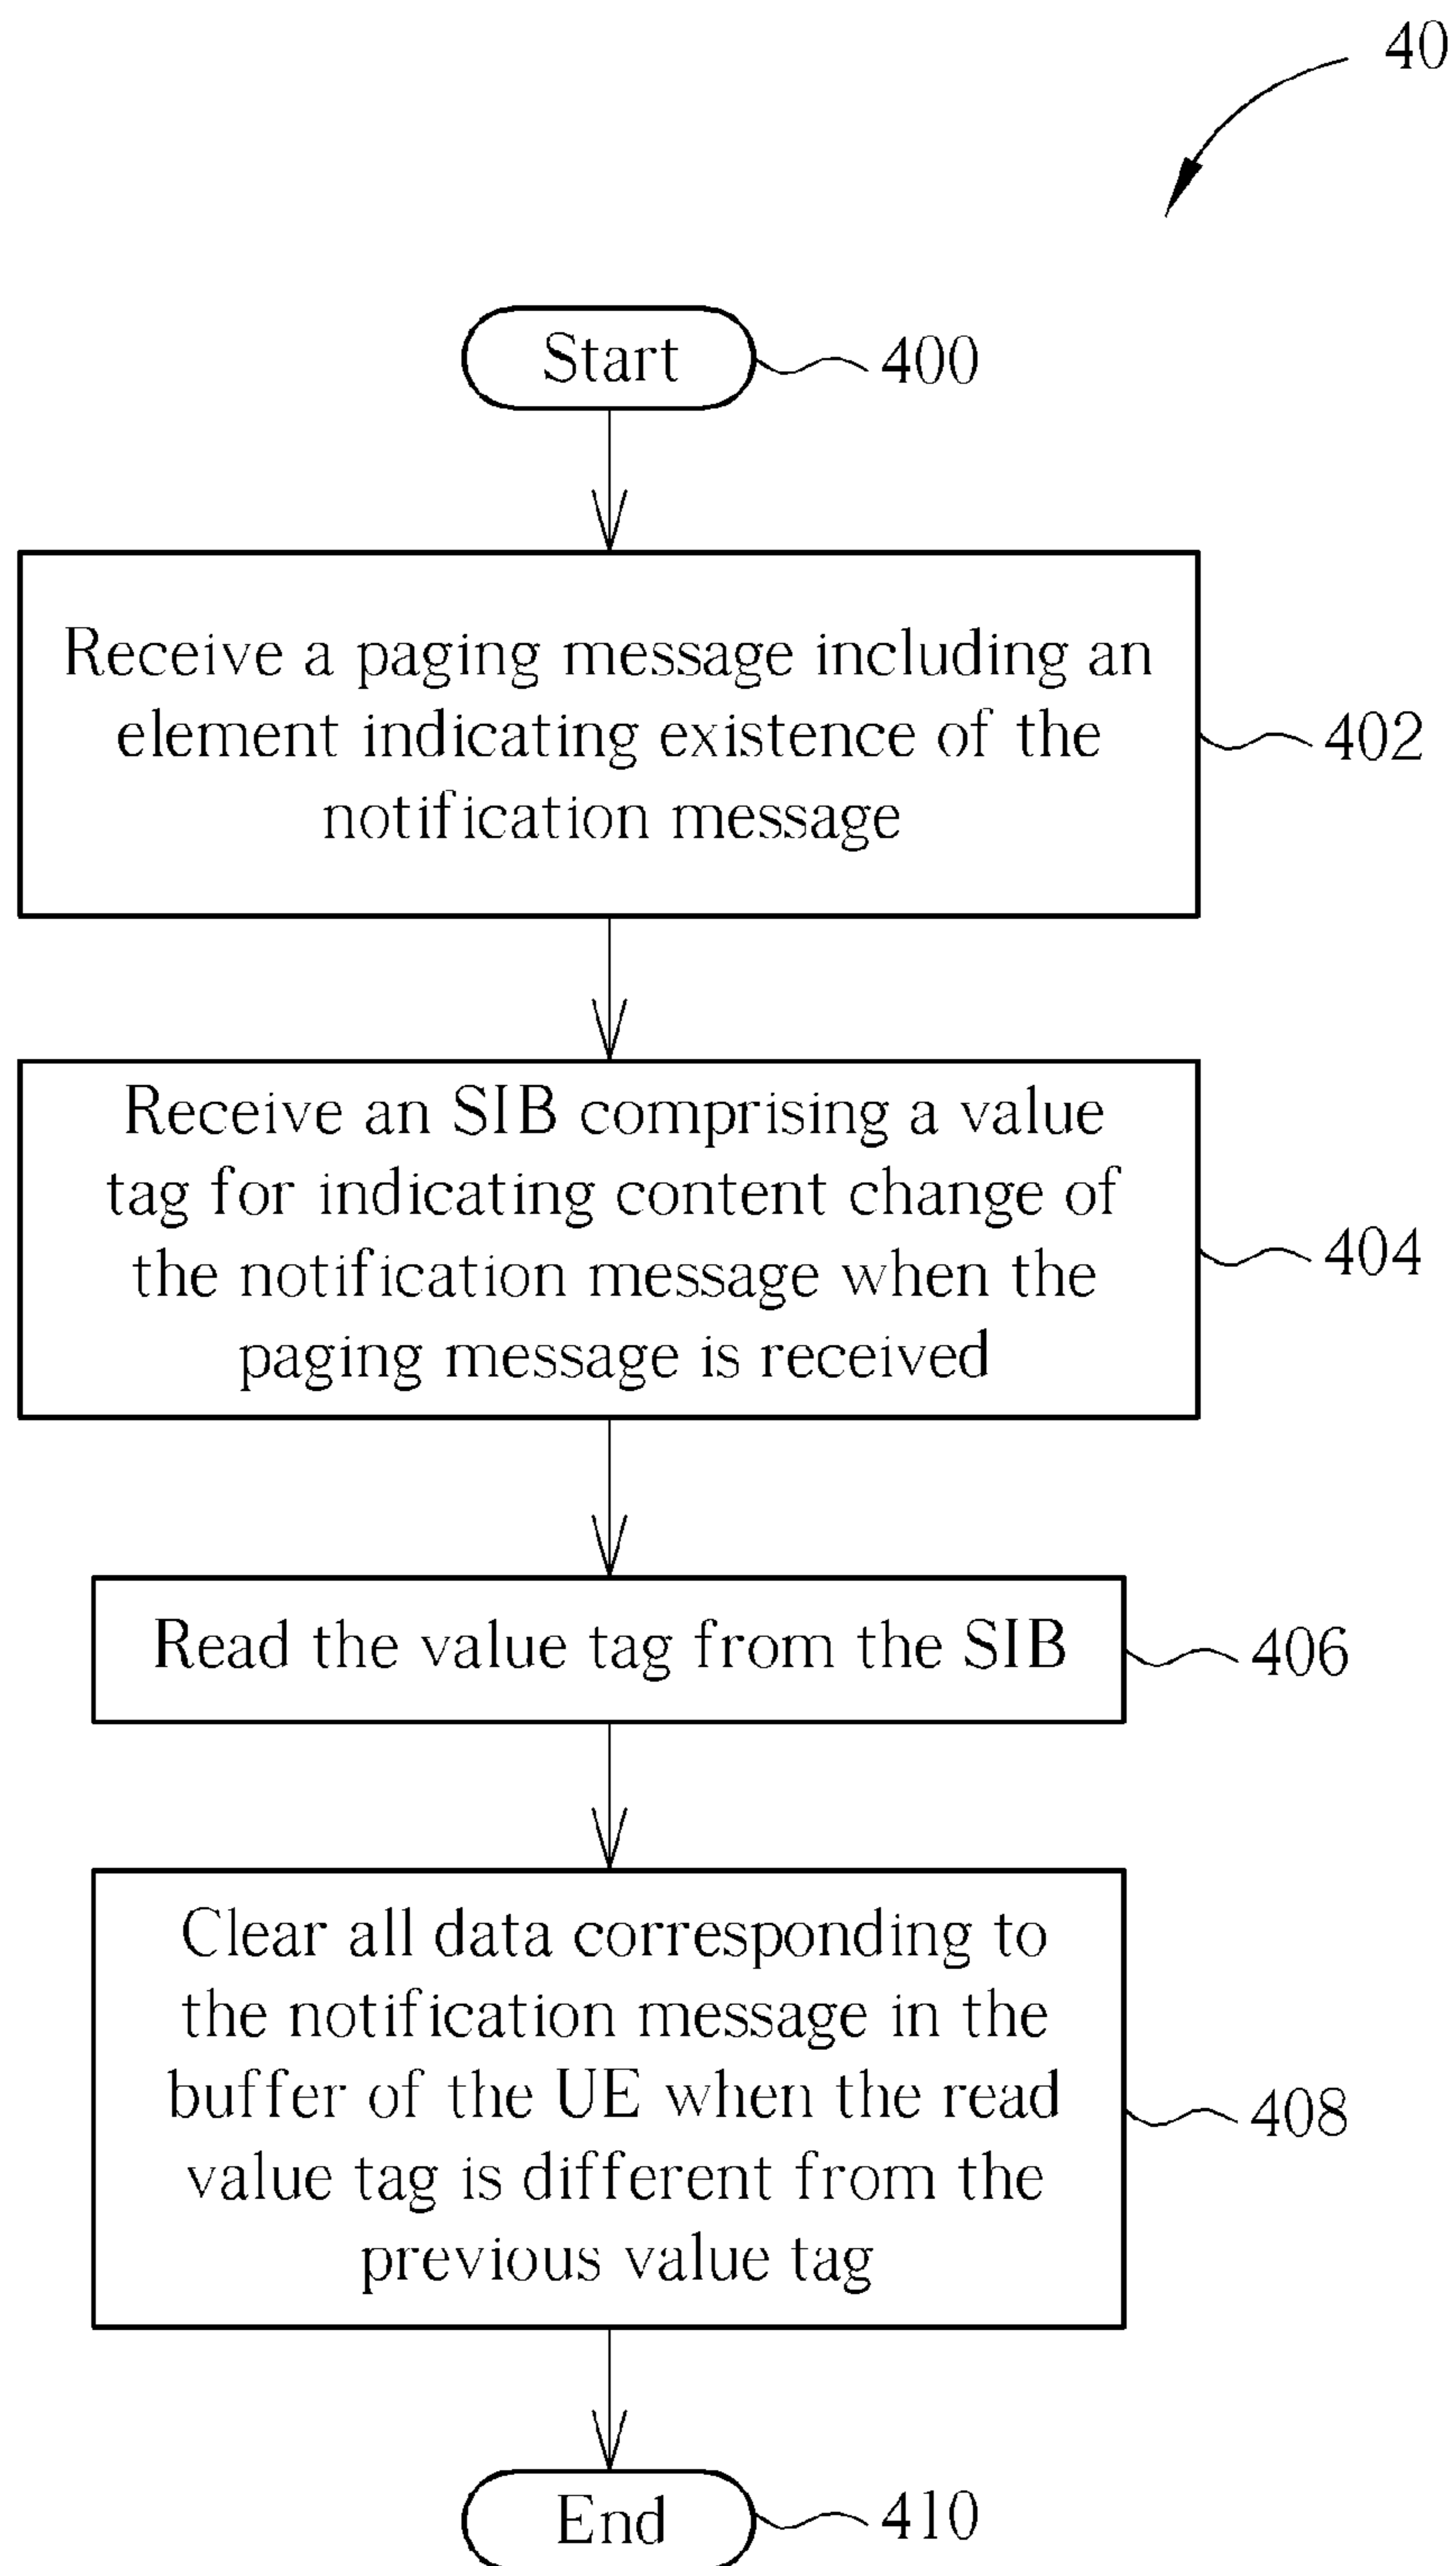 40
Start
400
Receive a paging message including an
element indicating existence of the
notification message
402
Receive an SIB comprising a value
tag for indicating content change of
the notification message when the
paging message is received
404
Read the value tag from the SIB
406
Clear all data corresponding to
the notification message in the
buffer of the UE when the read
value tag is different from the
previous value tag
408
End
410